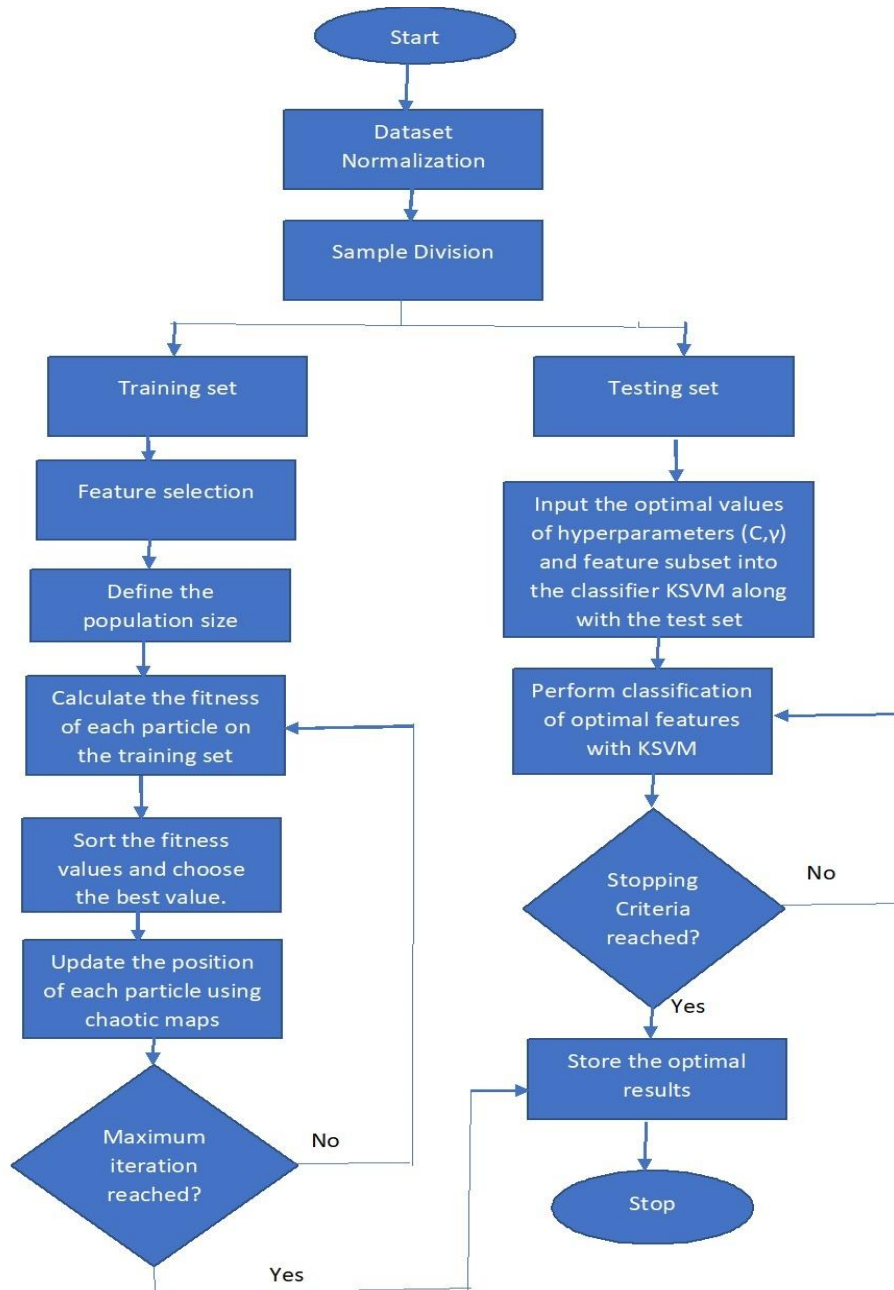 Start
Dataset
Normalization
Sample Division
Training set
Feature selection
Define the
population size
Calculate the fitness
of each particle on
the training set
Sort the fitness
values and choose
the best value.
Update the position
of each particle using
chaotic maps
Maximum
iteration
reached?
No
Yes
Testing set
Input the optimal values
of hyperparameters (C,γ)
and feature subset into
the classifier KSVM along
with the test set
Perform classification
of optimal features
with KSVM
Stopping
Criteria
reached?
No
Yes
Store the optimal
results
Stop